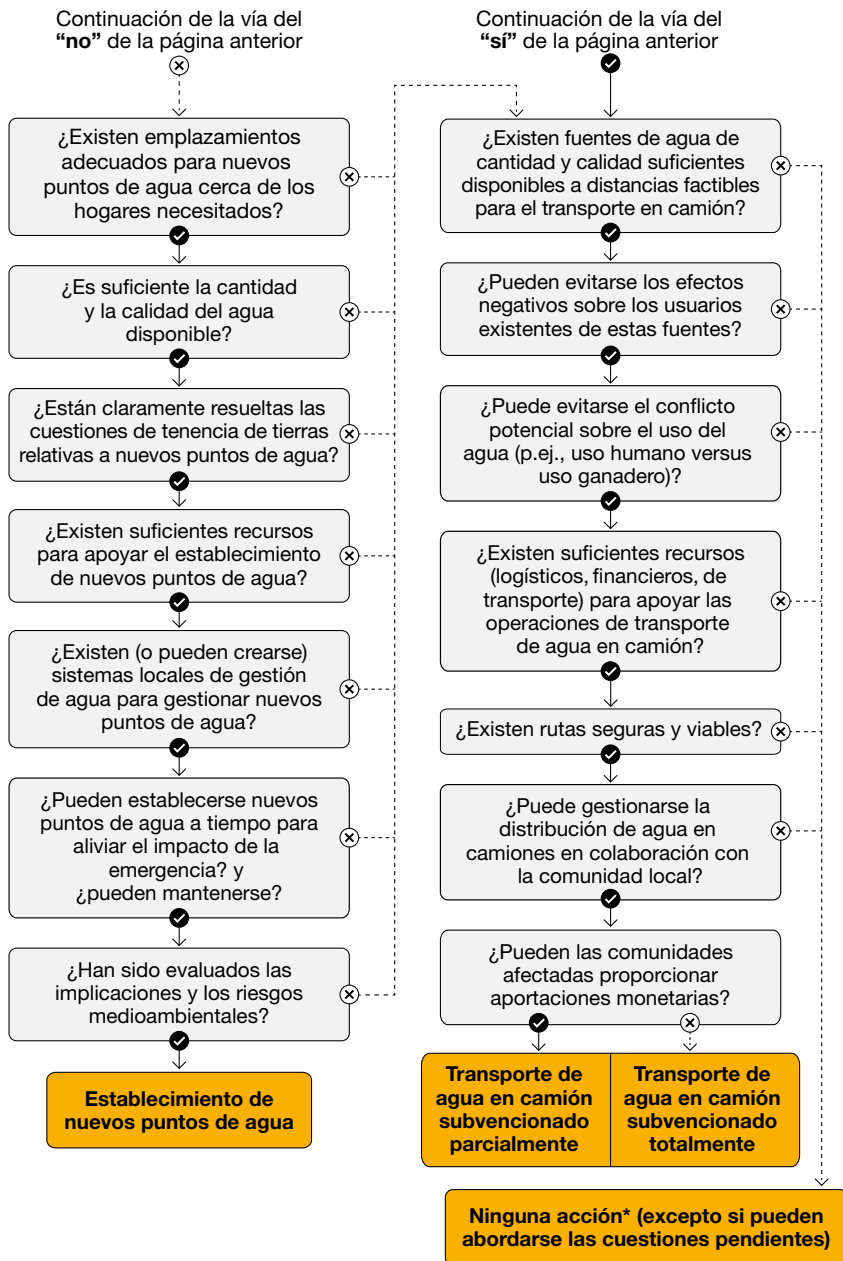 Continuación de la vía del
“no” de la página anterior
¿Existen emplazamientos
adecuados para nuevos
puntos de agua cerca de los
hogares necesitados?
¿Es suficiente la cantidad
y la calidad del agua
disponible?
¿Están claramente resueltas las
cuestiones de tenencia de tierras
relativas a nuevos puntos de agua?
¿Existen suficientes recursos
para apoyar el establecimiento
de nuevos puntos de agua?
¿Existen (o pueden crearse)
sistemas locales de gestión
de agua para gestionar nuevos
puntos de agua?
¿Pueden establecerse nuevos
puntos de agua a tiempo para
aliviar el impacto de la
emergencia? y
¿pueden mantenerse?
¿Han sido evaluados las
implicaciones y los riesgos
medioambientales?
Establecimiento de
nuevos puntos de agua
Continuación de la vía del
“sí” de la página anterior
¿Existen fuentes de agua de
cantidad y calidad suficientes
disponibles a distancias factibles
para el transporte en camión?
¿Pueden evitarse los efectos
negativos sobre los usuarios
existentes de estas fuentes?
¿Puede evitarse el conflicto
potencial sobre el uso del
agua (p.ej., uso humano versus
uso ganadero)?
¿Existen suficientes recursos
(logísticos, financieros, de
transporte) para apoyar las
operaciones de transporte
de agua en camión?
¿Existen rutas seguras y viables?
¿Puede gestionarse la
distribución de agua en
camiones en colaboración con
la comunidad local?
¿Pueden las comunidades
afectadas proporcionar
aportaciones monetarias?
Transporte de
agua en camión
subvencionado
parcialmente
Transporte de
agua en camión
subvencionado
totalmente
Ninguna acción* (excepto si pueden
abordarse las cuestiones pendientes)